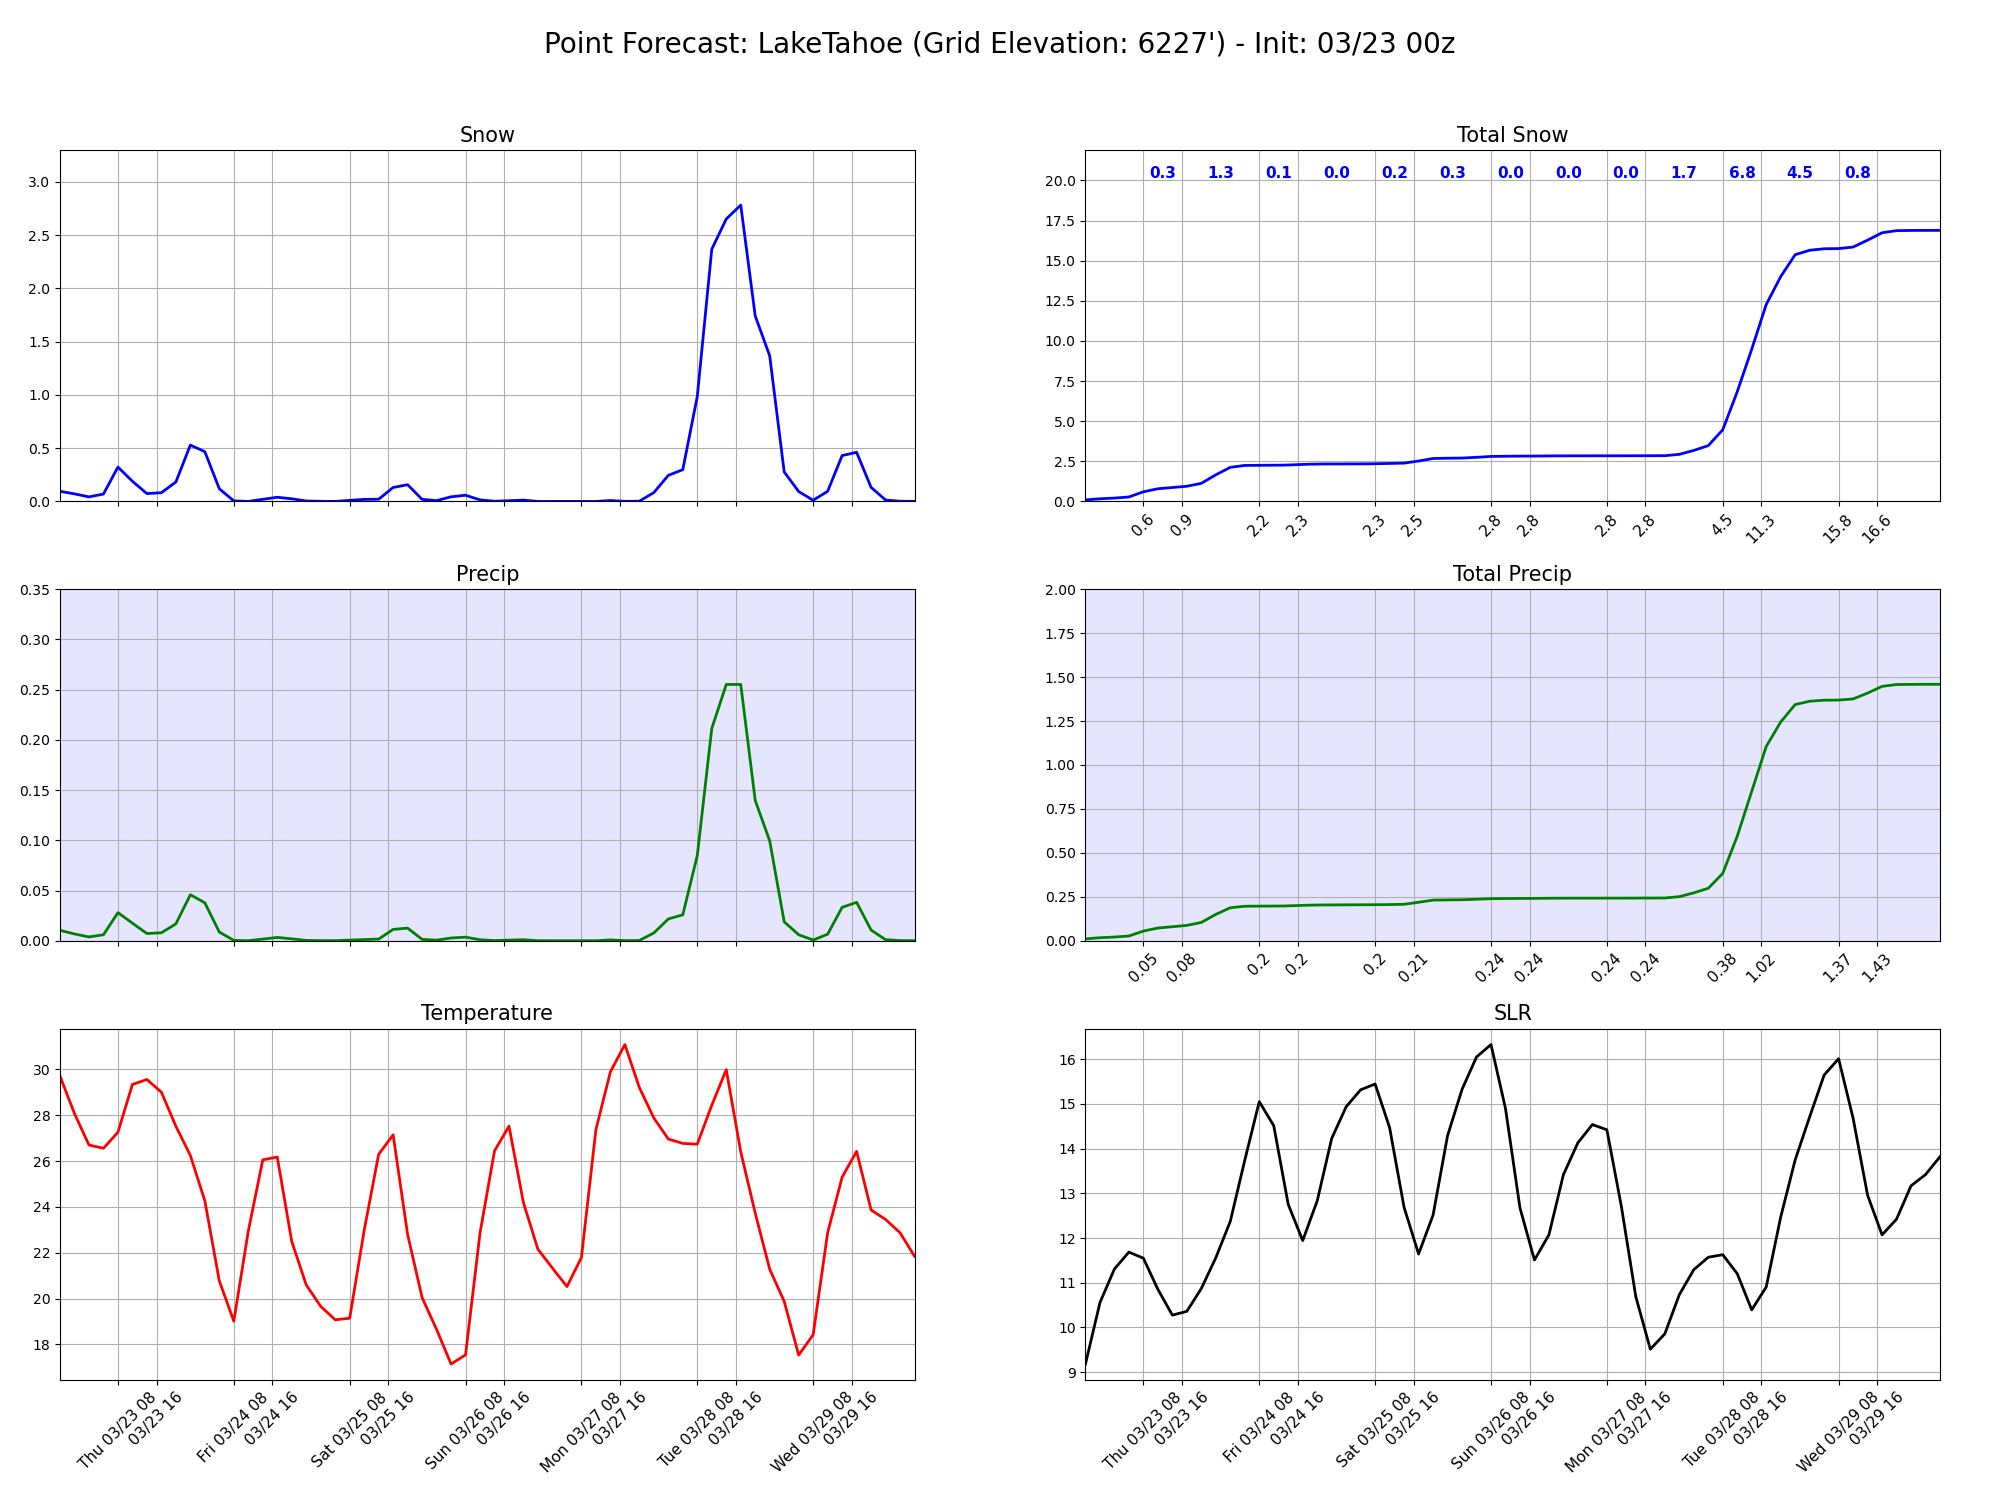 Point Forecast: LakeTahoe (Grid Elevation: 6227') - Init: 03/23 00z
Snow
3.0
2.5
2.0
1.5
1.0
0.5
0.0
Total Snow
0.3 1.3 0.1 0.0 0.2 0.3 0.0 0.0 0.0 1.7 6.8 4.5 0.8
20.0
17.5
15.0
12.5
10.0
7.5
5.0
2.5
0.0
0.6 0.9 2.2 2.3 2.3 2.5 2.8 2.8 2.8 2.8 4.5 11.3 15.8 16.6
Precip
0.35
0.30
0.25
0.20
0.15
0.10
0.05
0.00
Total Precip
2.00
1.75
1.50
1.25
1.00
0.75
0.50
0.25
0.00
0.05 0.08 0.2 0.2 0.2 0.21 0.24 0.24 0.24 0.24 0.38 1.02 1.37 1.43
Temperature
30
28
26
24
22
20
18
Thu 03/23 08
03/23 16
Fri 03/24 08
03/24 16
Sat 03/25 08
03/25 16
Sun 03/26 08
03/26 16
Mon 03/27 08
03/27 16
Tue 03/28 08
03/28 16
Wed 03/29 08
03/29 16
SLR
16
15
14
13
12
11
10
9
Thu 03/23 08
03/23 16
Fri 03/24 08
03/24 16
Sat 03/25 08
03/25 16
Sun 03/26 08
03/26 16
Mon 03/27 08
03/27 16
Tue 03/28 08
03/28 16
Wed 03/29 08
03/29 16